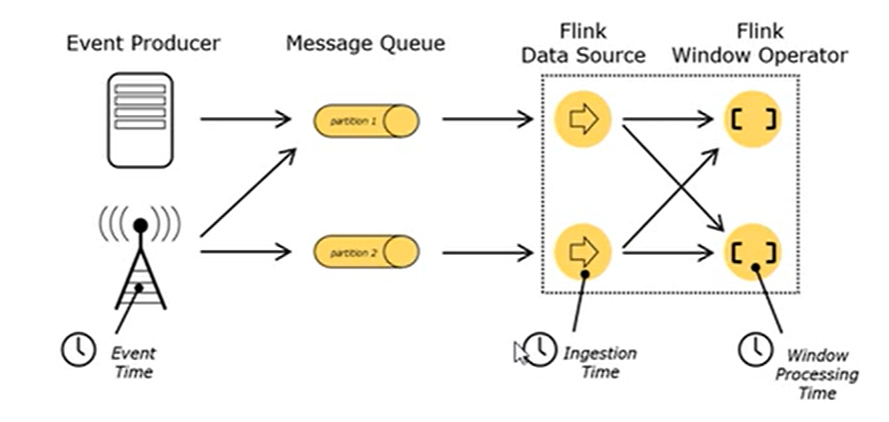 Event Producer
Message Queue
Flink
Data Source
Flink
Window Operator
partition 1
partition 2
Event
Time
Ingestion
Time
Window
Processing
Time